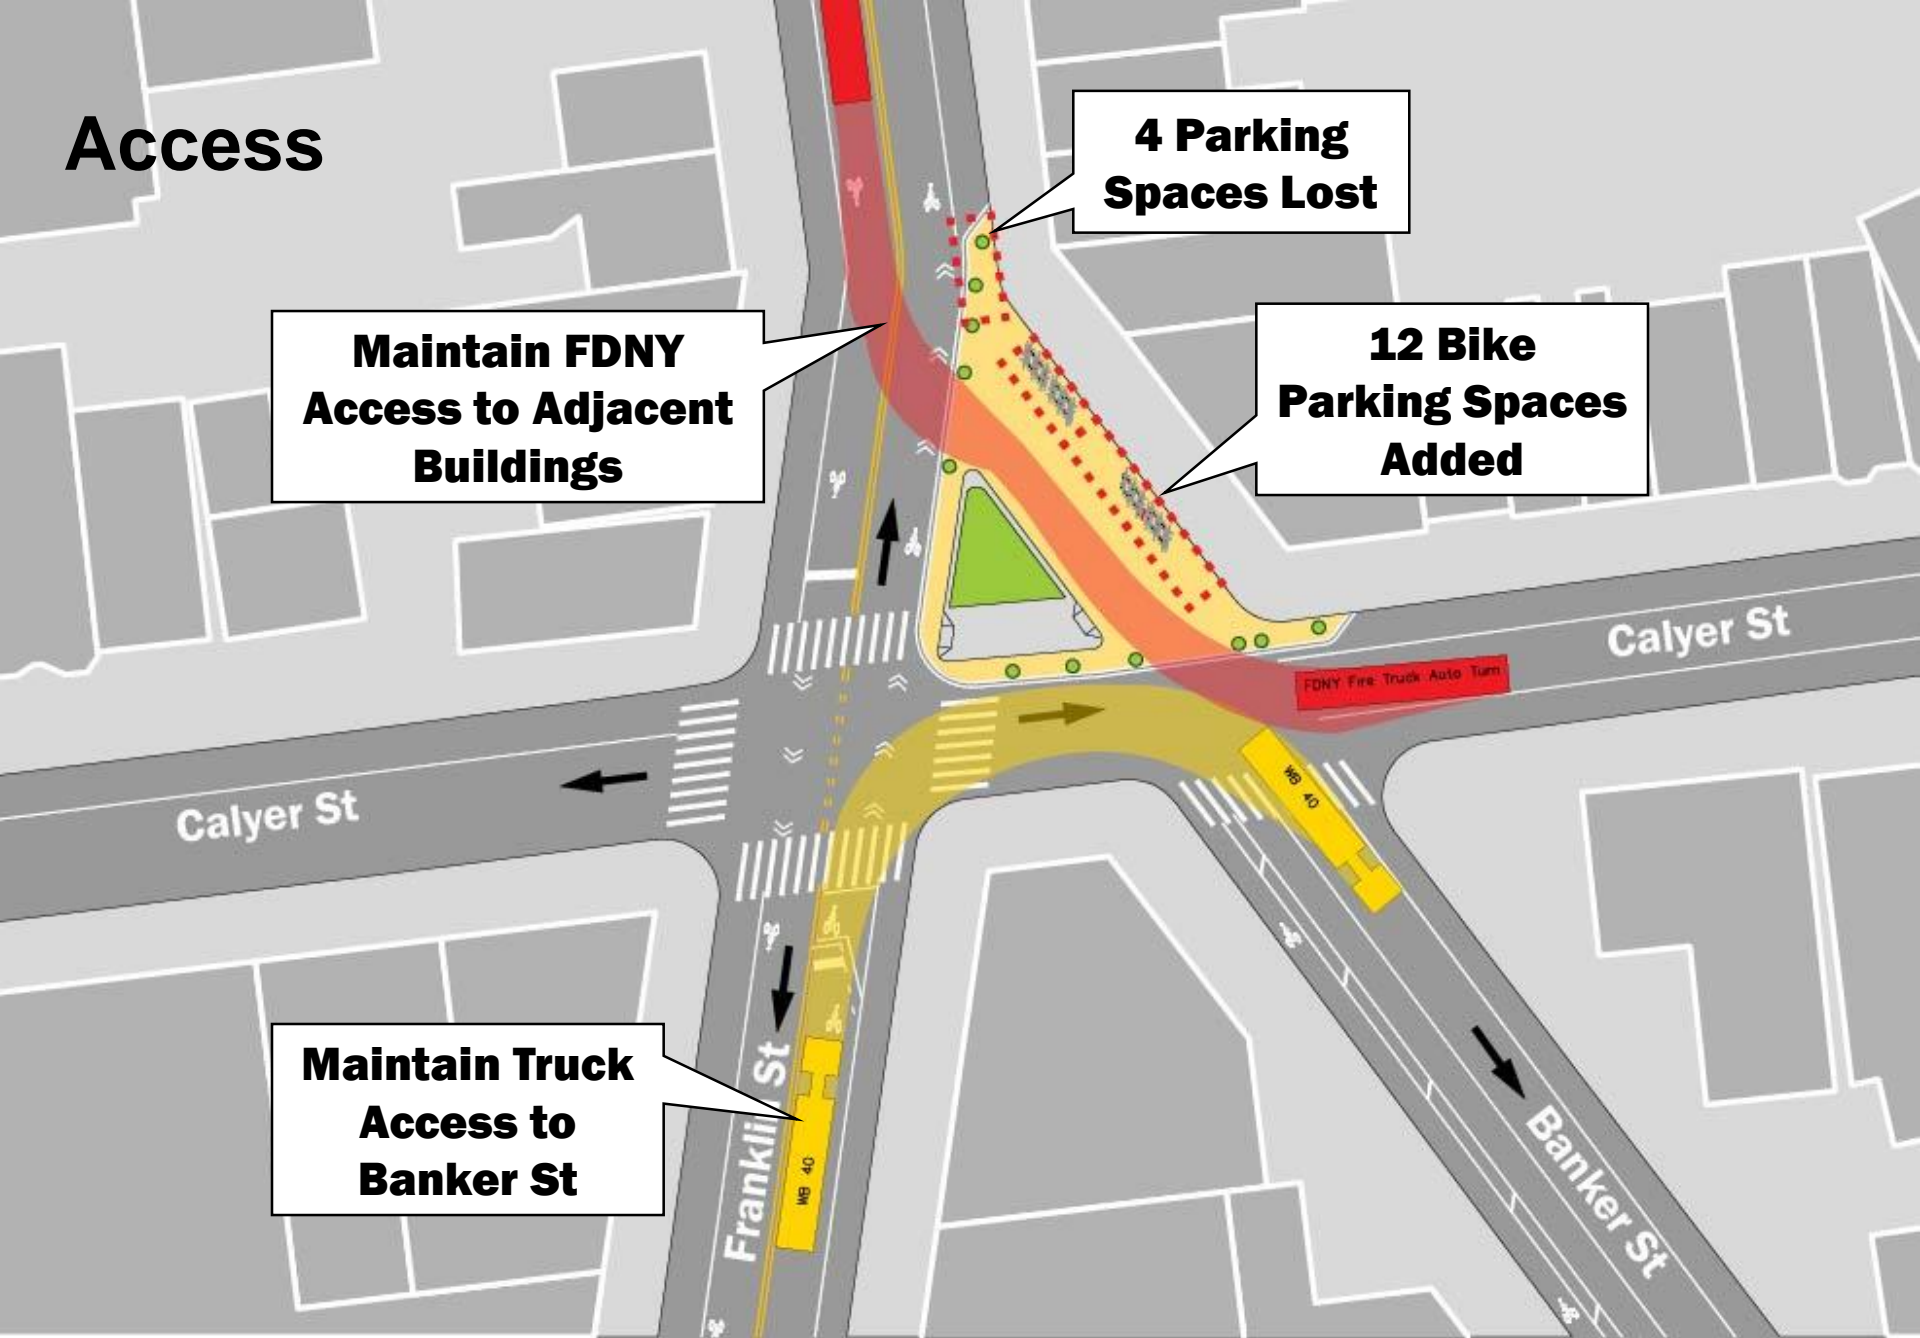 Access
4 Parking
Spaces Lost
Maintain FDNY
Access to Adjacent
Buildings
12 Bike
Parking Spaces
Added
Calyer St
FDNY Fire Truck Auto Turn
WB 40
Calyer St
Maintain Truck
Access to
Banker St
Franklin St
WB 40
Banker St